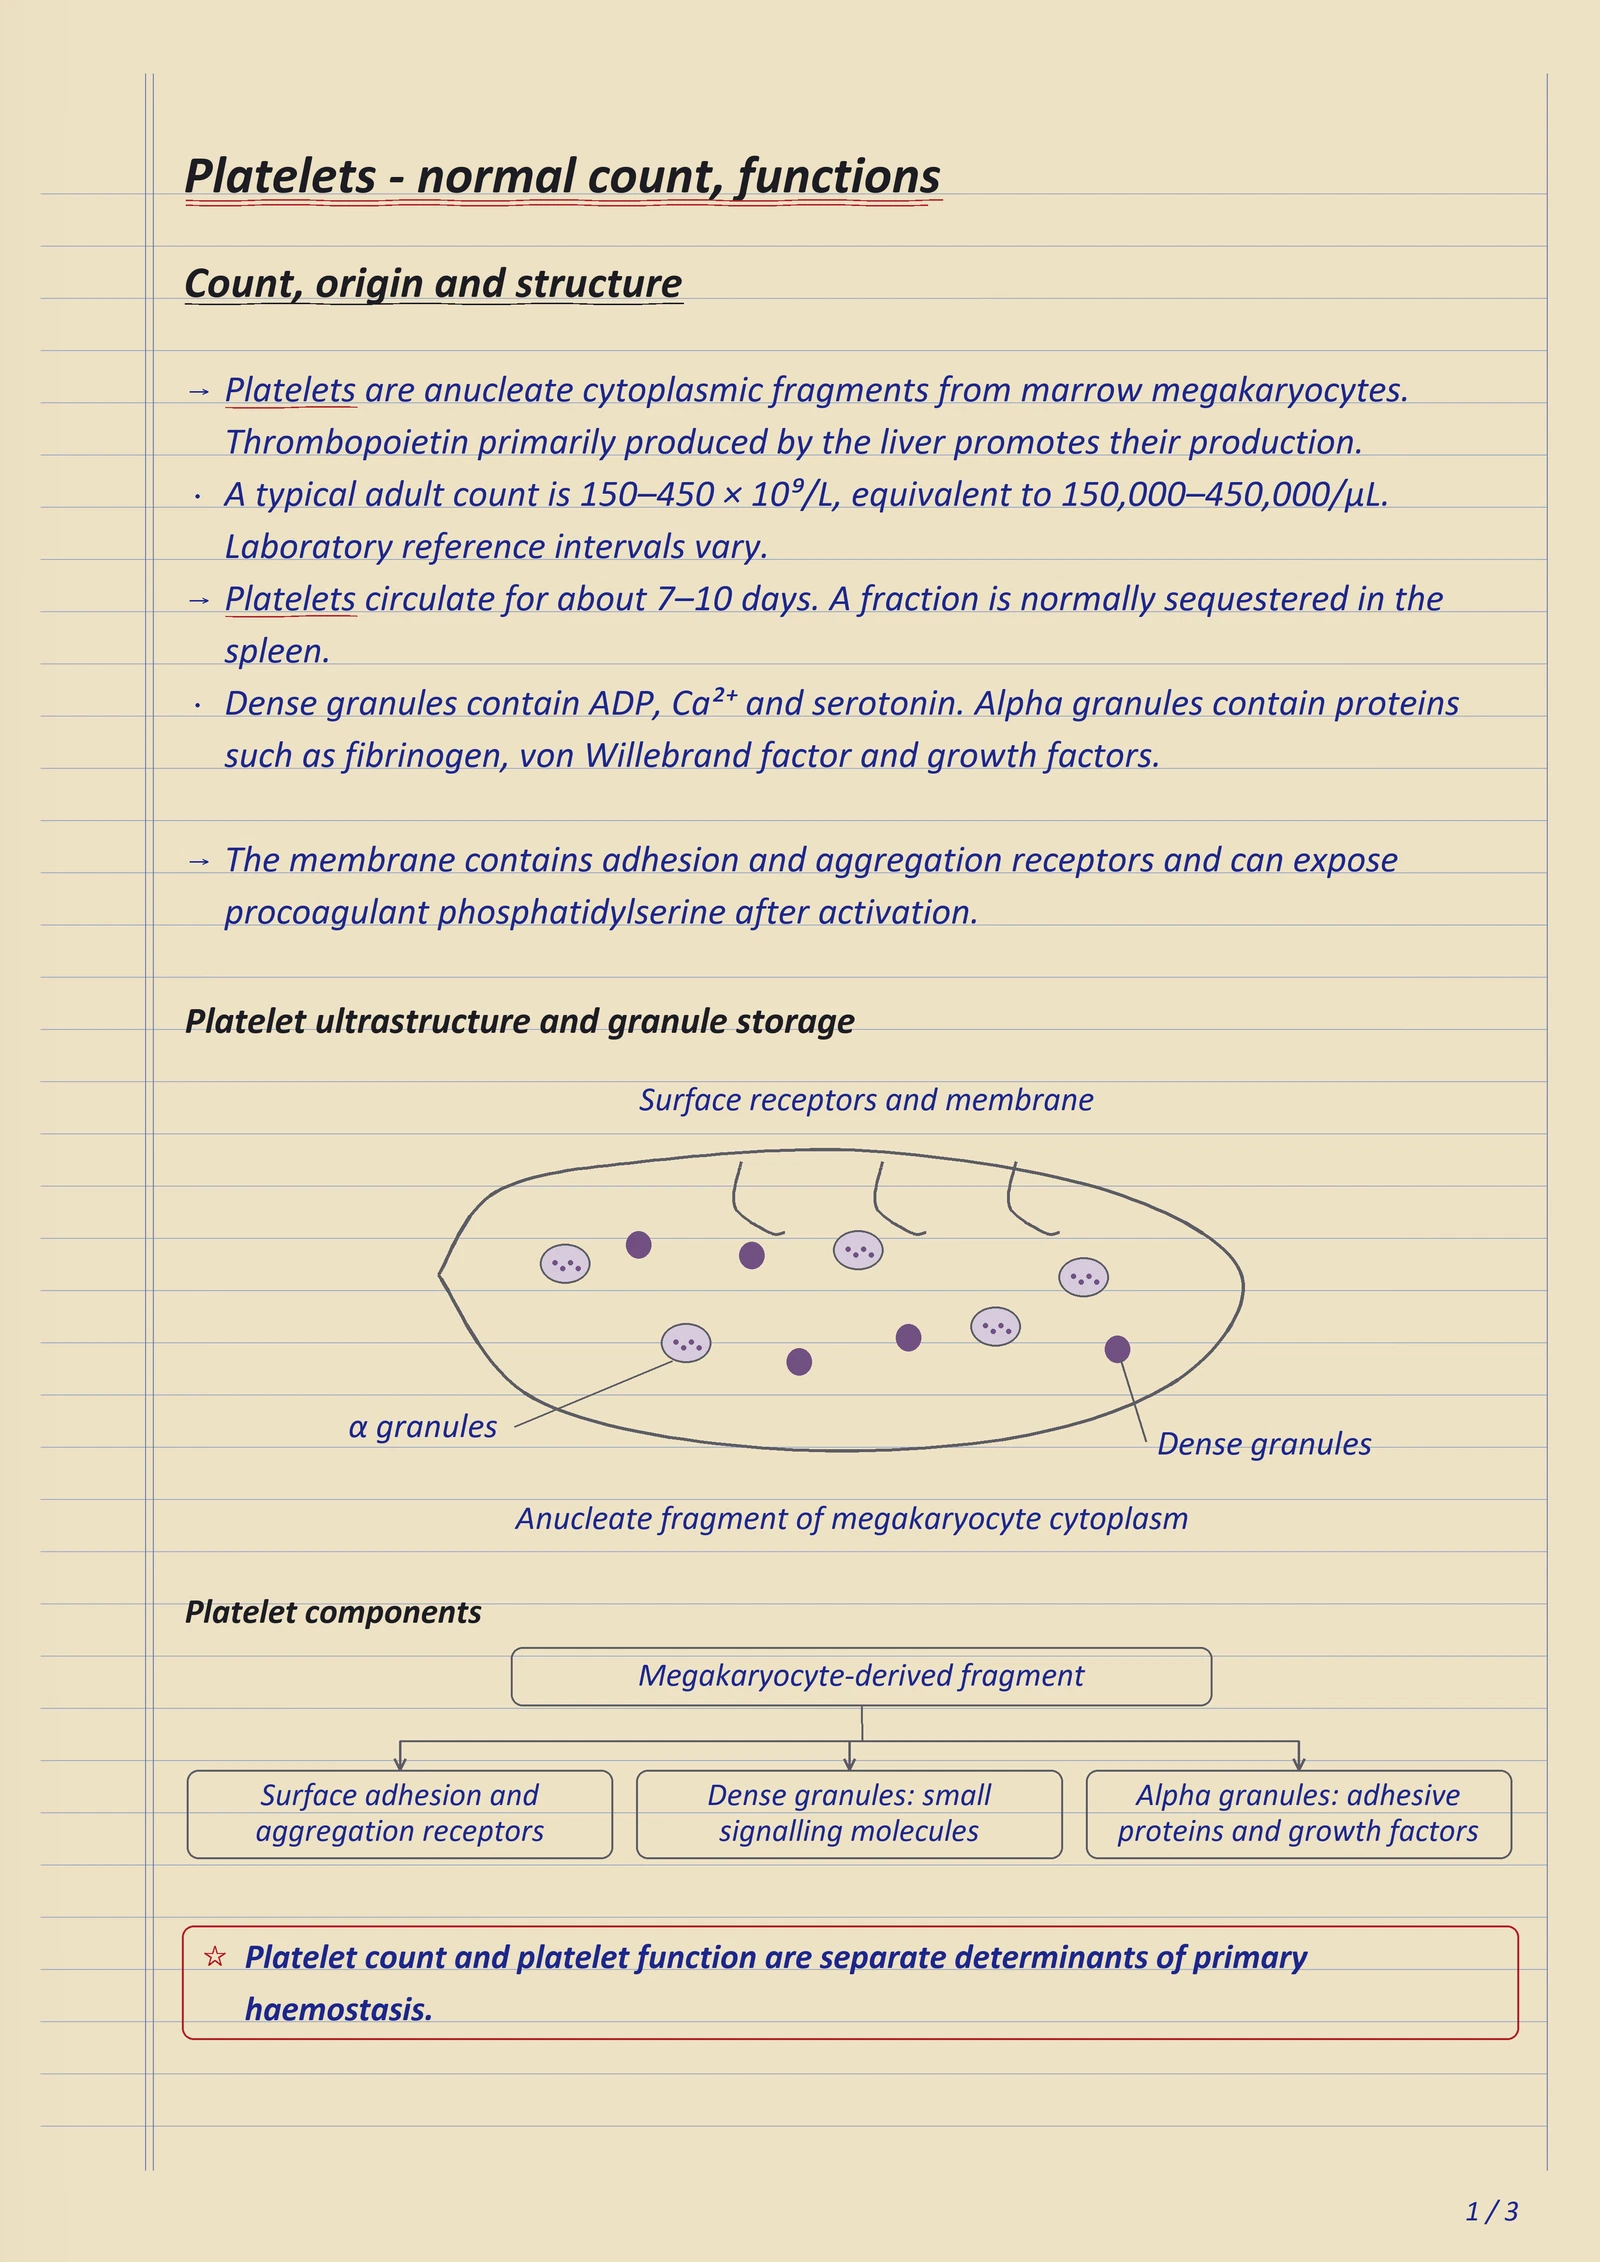 Platelets - normal count, functions
Count, origin and structure
→ Platelets are anucleate cytoplasmic fragments from marrow megakaryocytes.
Thrombopoietin primarily produced by the liver promotes their production.
· A typical adult count is 150–450 × 10⁹/L, equivalent to 150,000–450,000/µL.
Laboratory reference intervals vary.
→ Platelets circulate for about 7–10 days. A fraction is normally sequestered in the
spleen.
· Dense granules contain ADP, Ca²⁺ and serotonin. Alpha granules contain proteins
such as fibrinogen, von Willebrand factor and growth factors.
→ The membrane contains adhesion and aggregation receptors and can expose
procoagulant phosphatidylserine after activation.
Platelet ultrastructure and granule storage
Surface receptors and membrane
α granules
Dense granules
Anucleate fragment of megakaryocyte cytoplasm
Platelet components
Megakaryocyte-derived fragment
Surface adhesion and
aggregation receptors
Dense granules: small
signalling molecules
Alpha granules: adhesive
proteins and growth factors
☆ Platelet count and platelet function are separate determinants of primary
haemostasis.
1 / 3